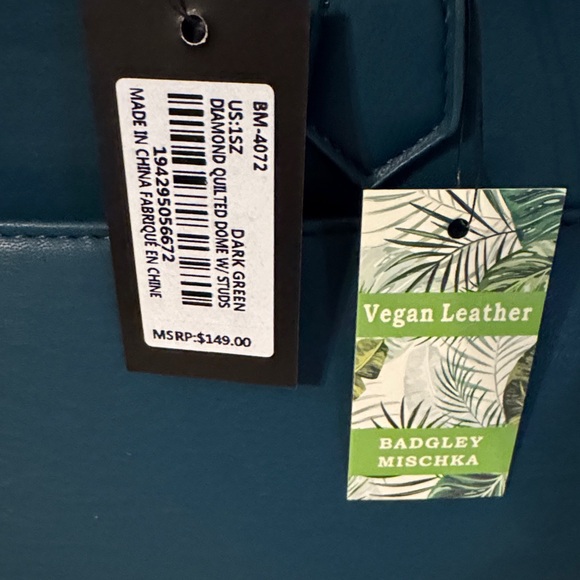 BM-4072
US:1SZ DARK GREEN
DIAMOND QUILTED DOME W/ STUDS
194295056672
MADE IN CHINA FABRIQUÉ EN CHINE
MSRP:$149.00
Vegan Leather
BADGLEY
MISCHKA